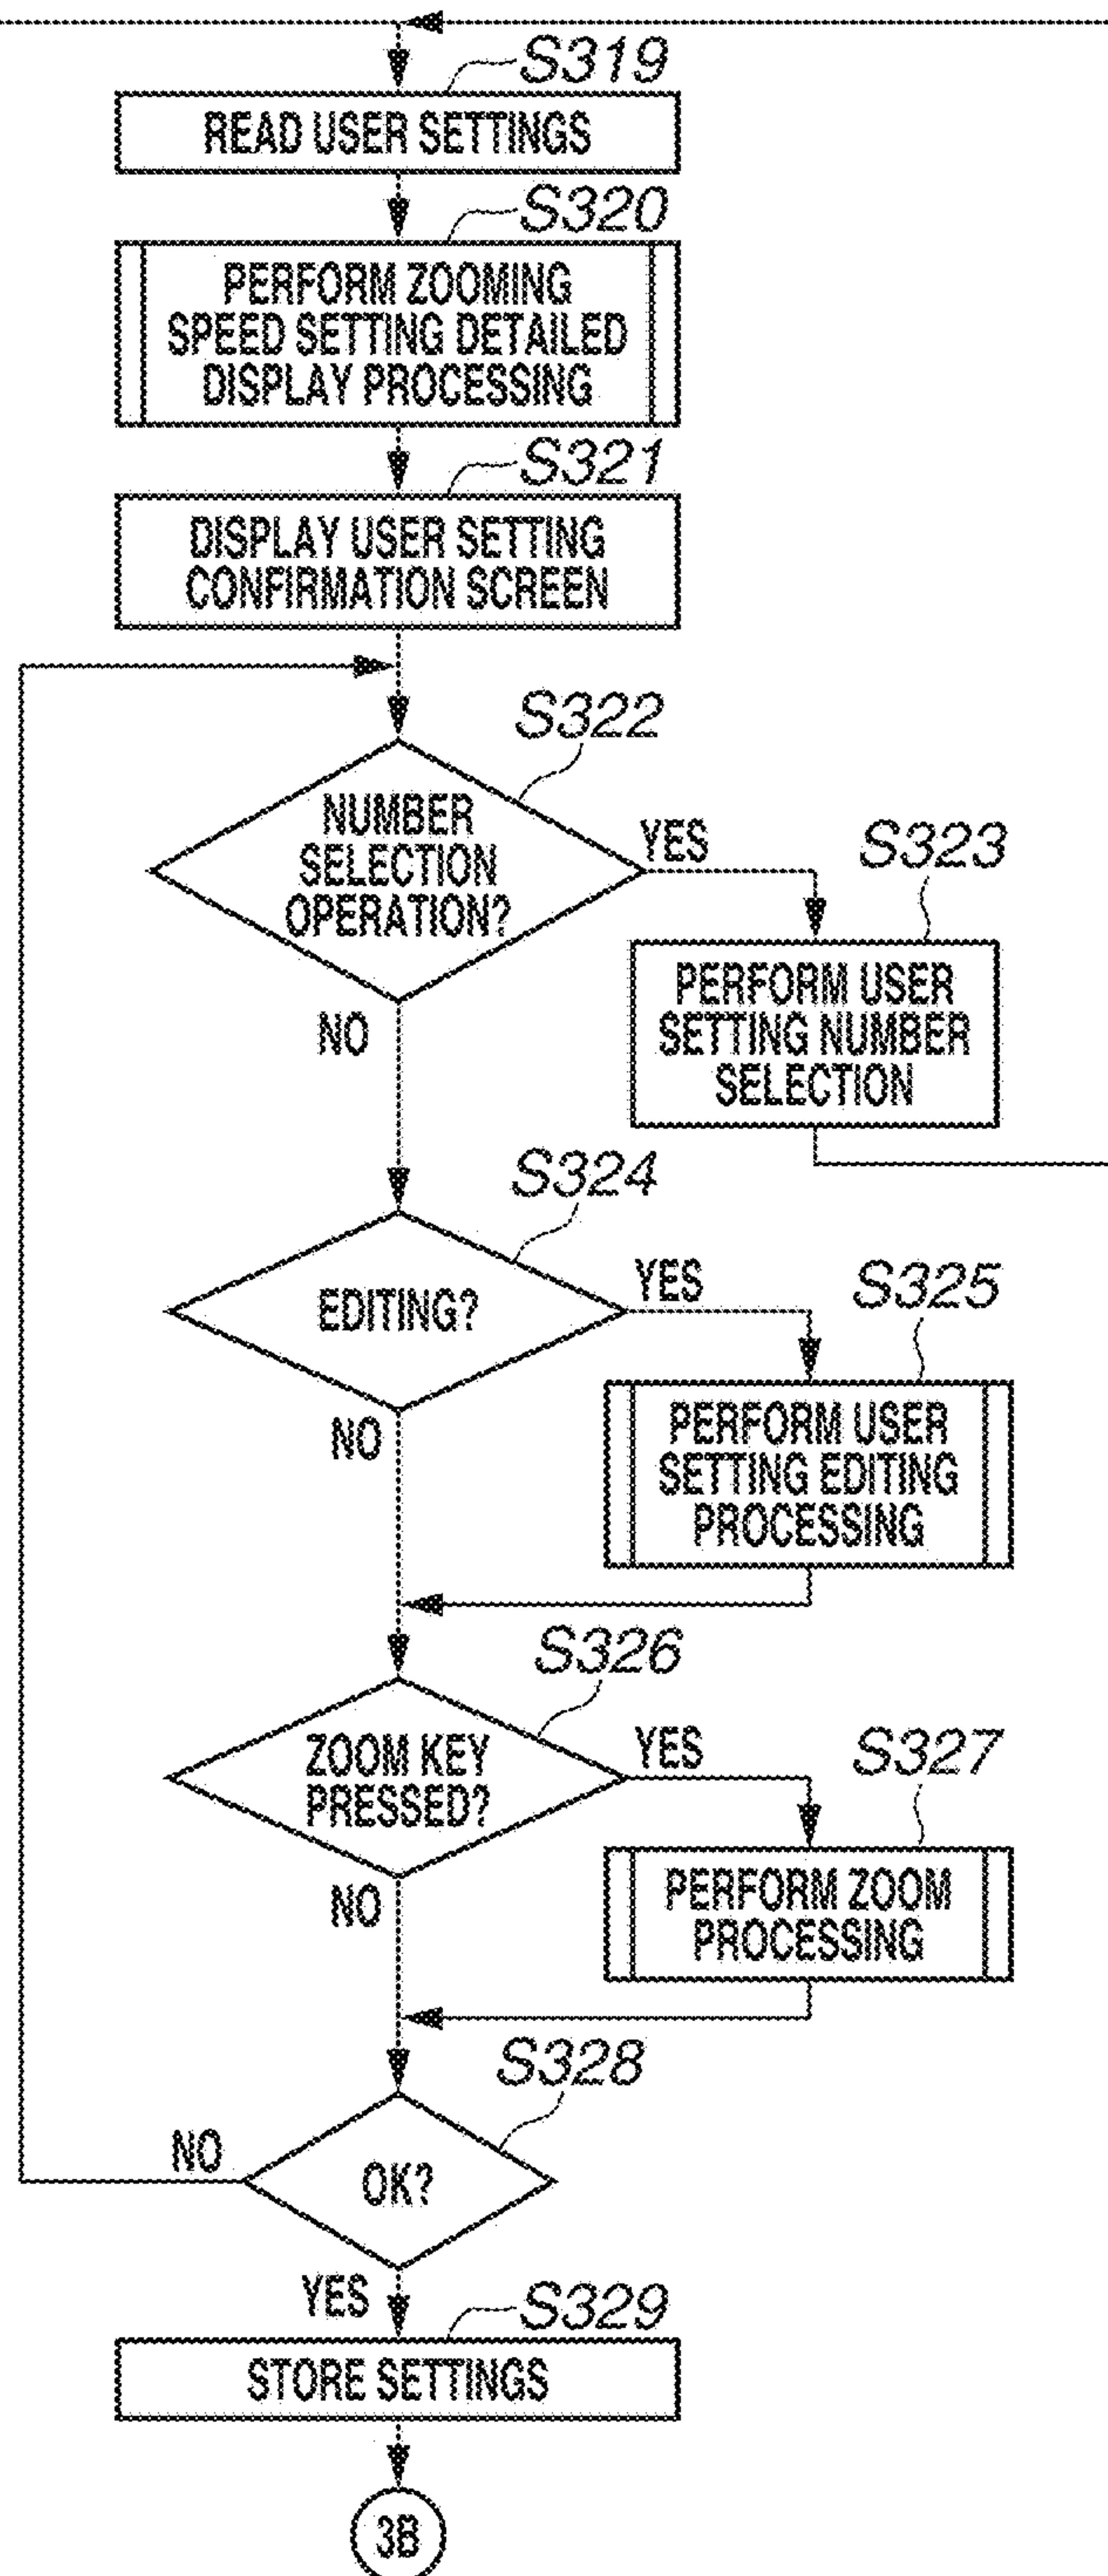 S319
READ USER SETTINGS
S320
PERFORM ZOOMING
SPEED SETTING DETAILED
DISPLAY PROCESSING
S321
DISPLAY USER SETTING
CONFIRMATION SCREEN
S322
NUMBER
SELECTION
OPERATION?
YES
S323
PERFORM USER
SETTING NUMBER
SELECTION
NO
S324
EDITING?
YES
S325
PERFORM USER
SETTING EDITING
PROCESSING
NO
S326
ZOOM KEY
PRESSED?
YES
S327
PERFORM ZOOM
PROCESSING
NO
S328
OK?
NO
YES
S329
STORE SETTINGS
3B